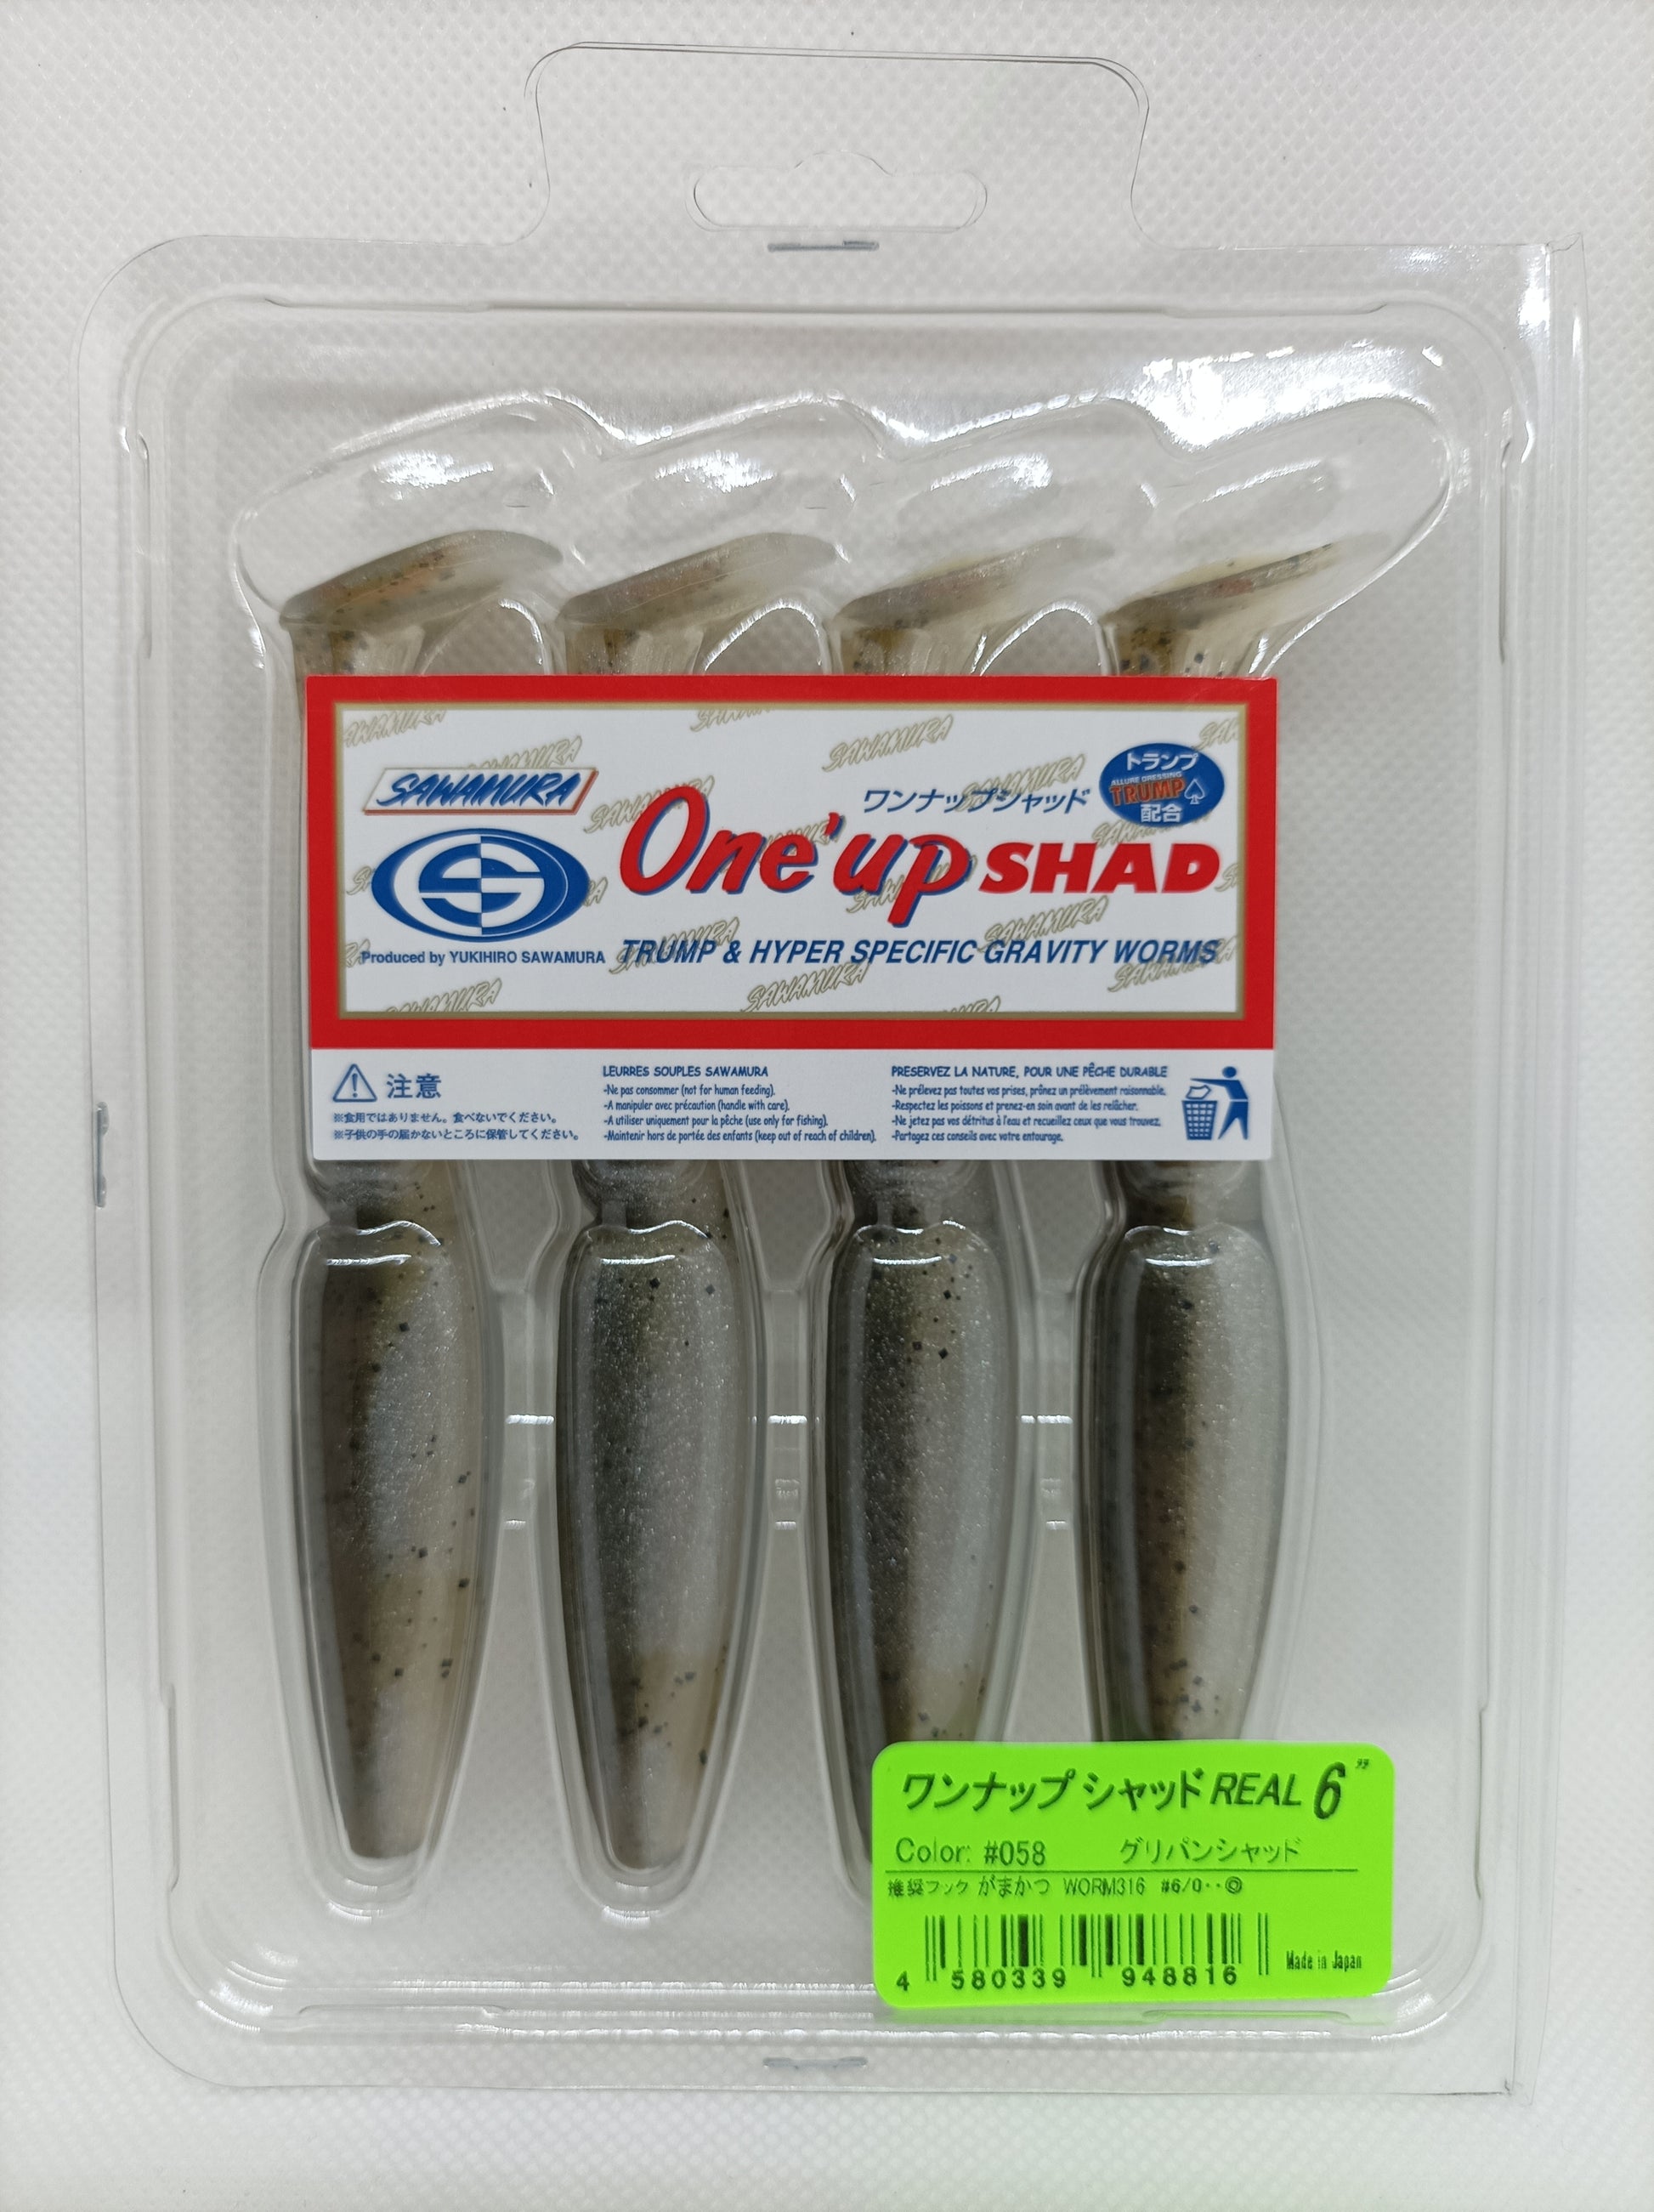 SAWAMURA
ワンナップシャッド
トランプ
ALLURE DRESSING
TRUMP
配合
One'up SHAD
Produced by YUKIHIRO SAWAMURA
TRUMP & HYPER SPECIFIC GRAVITY WORMS
注意
※食用ではありません。食べないでください。
※子供の手の届かないところに保管してください。
LEURRES SOUPLES SAWAMURA
-Ne pas consommer (not for human feeding).
-A manipuler avec précaution (handle with care).
-A utiliser uniquement pour la pêche (use only for fishing).
-Maintenir hors de portée des enfants (keep out of reach of children).
PRESERVEZ LA NATURE, POUR UNE PÊCHE DURABLE
-Ne prélevez pas toutes vos prises, prônez un prélèvement raisonnable.
-Respectez les poissons et prenez-en soin avant de les relâcher.
-Ne jetez pas vos détritus à l'eau et recueillez ceux que vous trouvez.
-Partagez ces conseils avec votre entourage.
ワンナップ シャッド REAL 6"
Color: #058 グリパンシャッド
推奨フック がまかつ WORM316 #6/0‥◎
4 580339 948816
Made in Japan